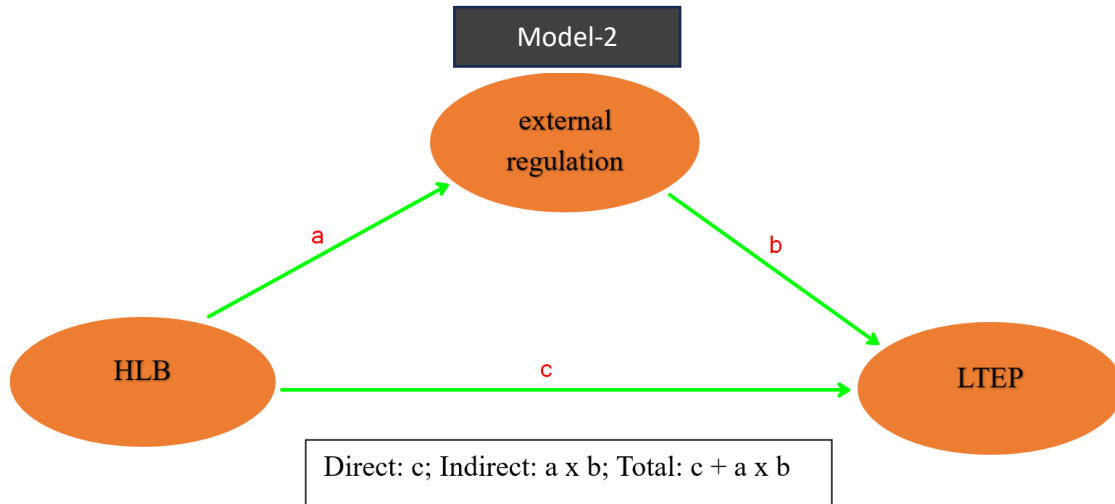 Model-2
external
regulation
a
b
HLB
c
LTEP
Direct: c; Indirect: a x b; Total: c + a x b